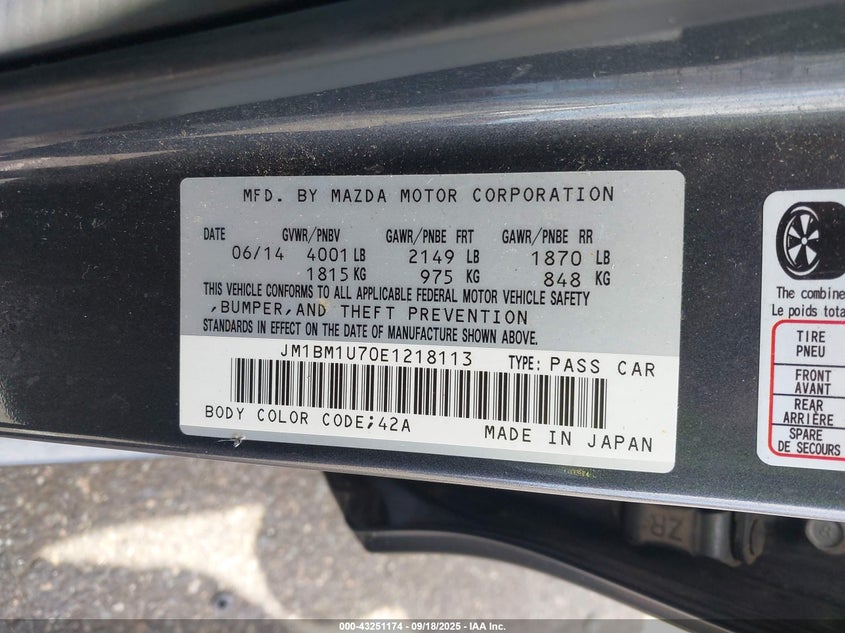 MFD. BY MAZDA MOTOR CORPORATION
DATE GVWR/PNBV GAWR/PNBE FRT GAWR/PNBE RR
06/14 4001 LB 2149 LB 1870 LB
1815 KG 975 KG 848 KG
THIS VEHICLE CONFORMS TO ALL APPLICABLE FEDERAL MOTOR VEHICLE SAFETY
,BUMPER,AND THEFT PREVENTION
STANDARDS IN EFFECT ON THE DATE OF MANUFACTURE SHOWN ABOVE.
JM1BM1U70E1218113 TYPE: PASS CAR
BODY COLOR CODE;42A MADE IN JAPAN
The combine
Le poids tota
TIRE
PNEU
FRONT
AVANT
REAR
ARRIÈRE
SPARE
DE SECOURS
ZR
000-43251174 - 09/18/2025 - IAA Inc.